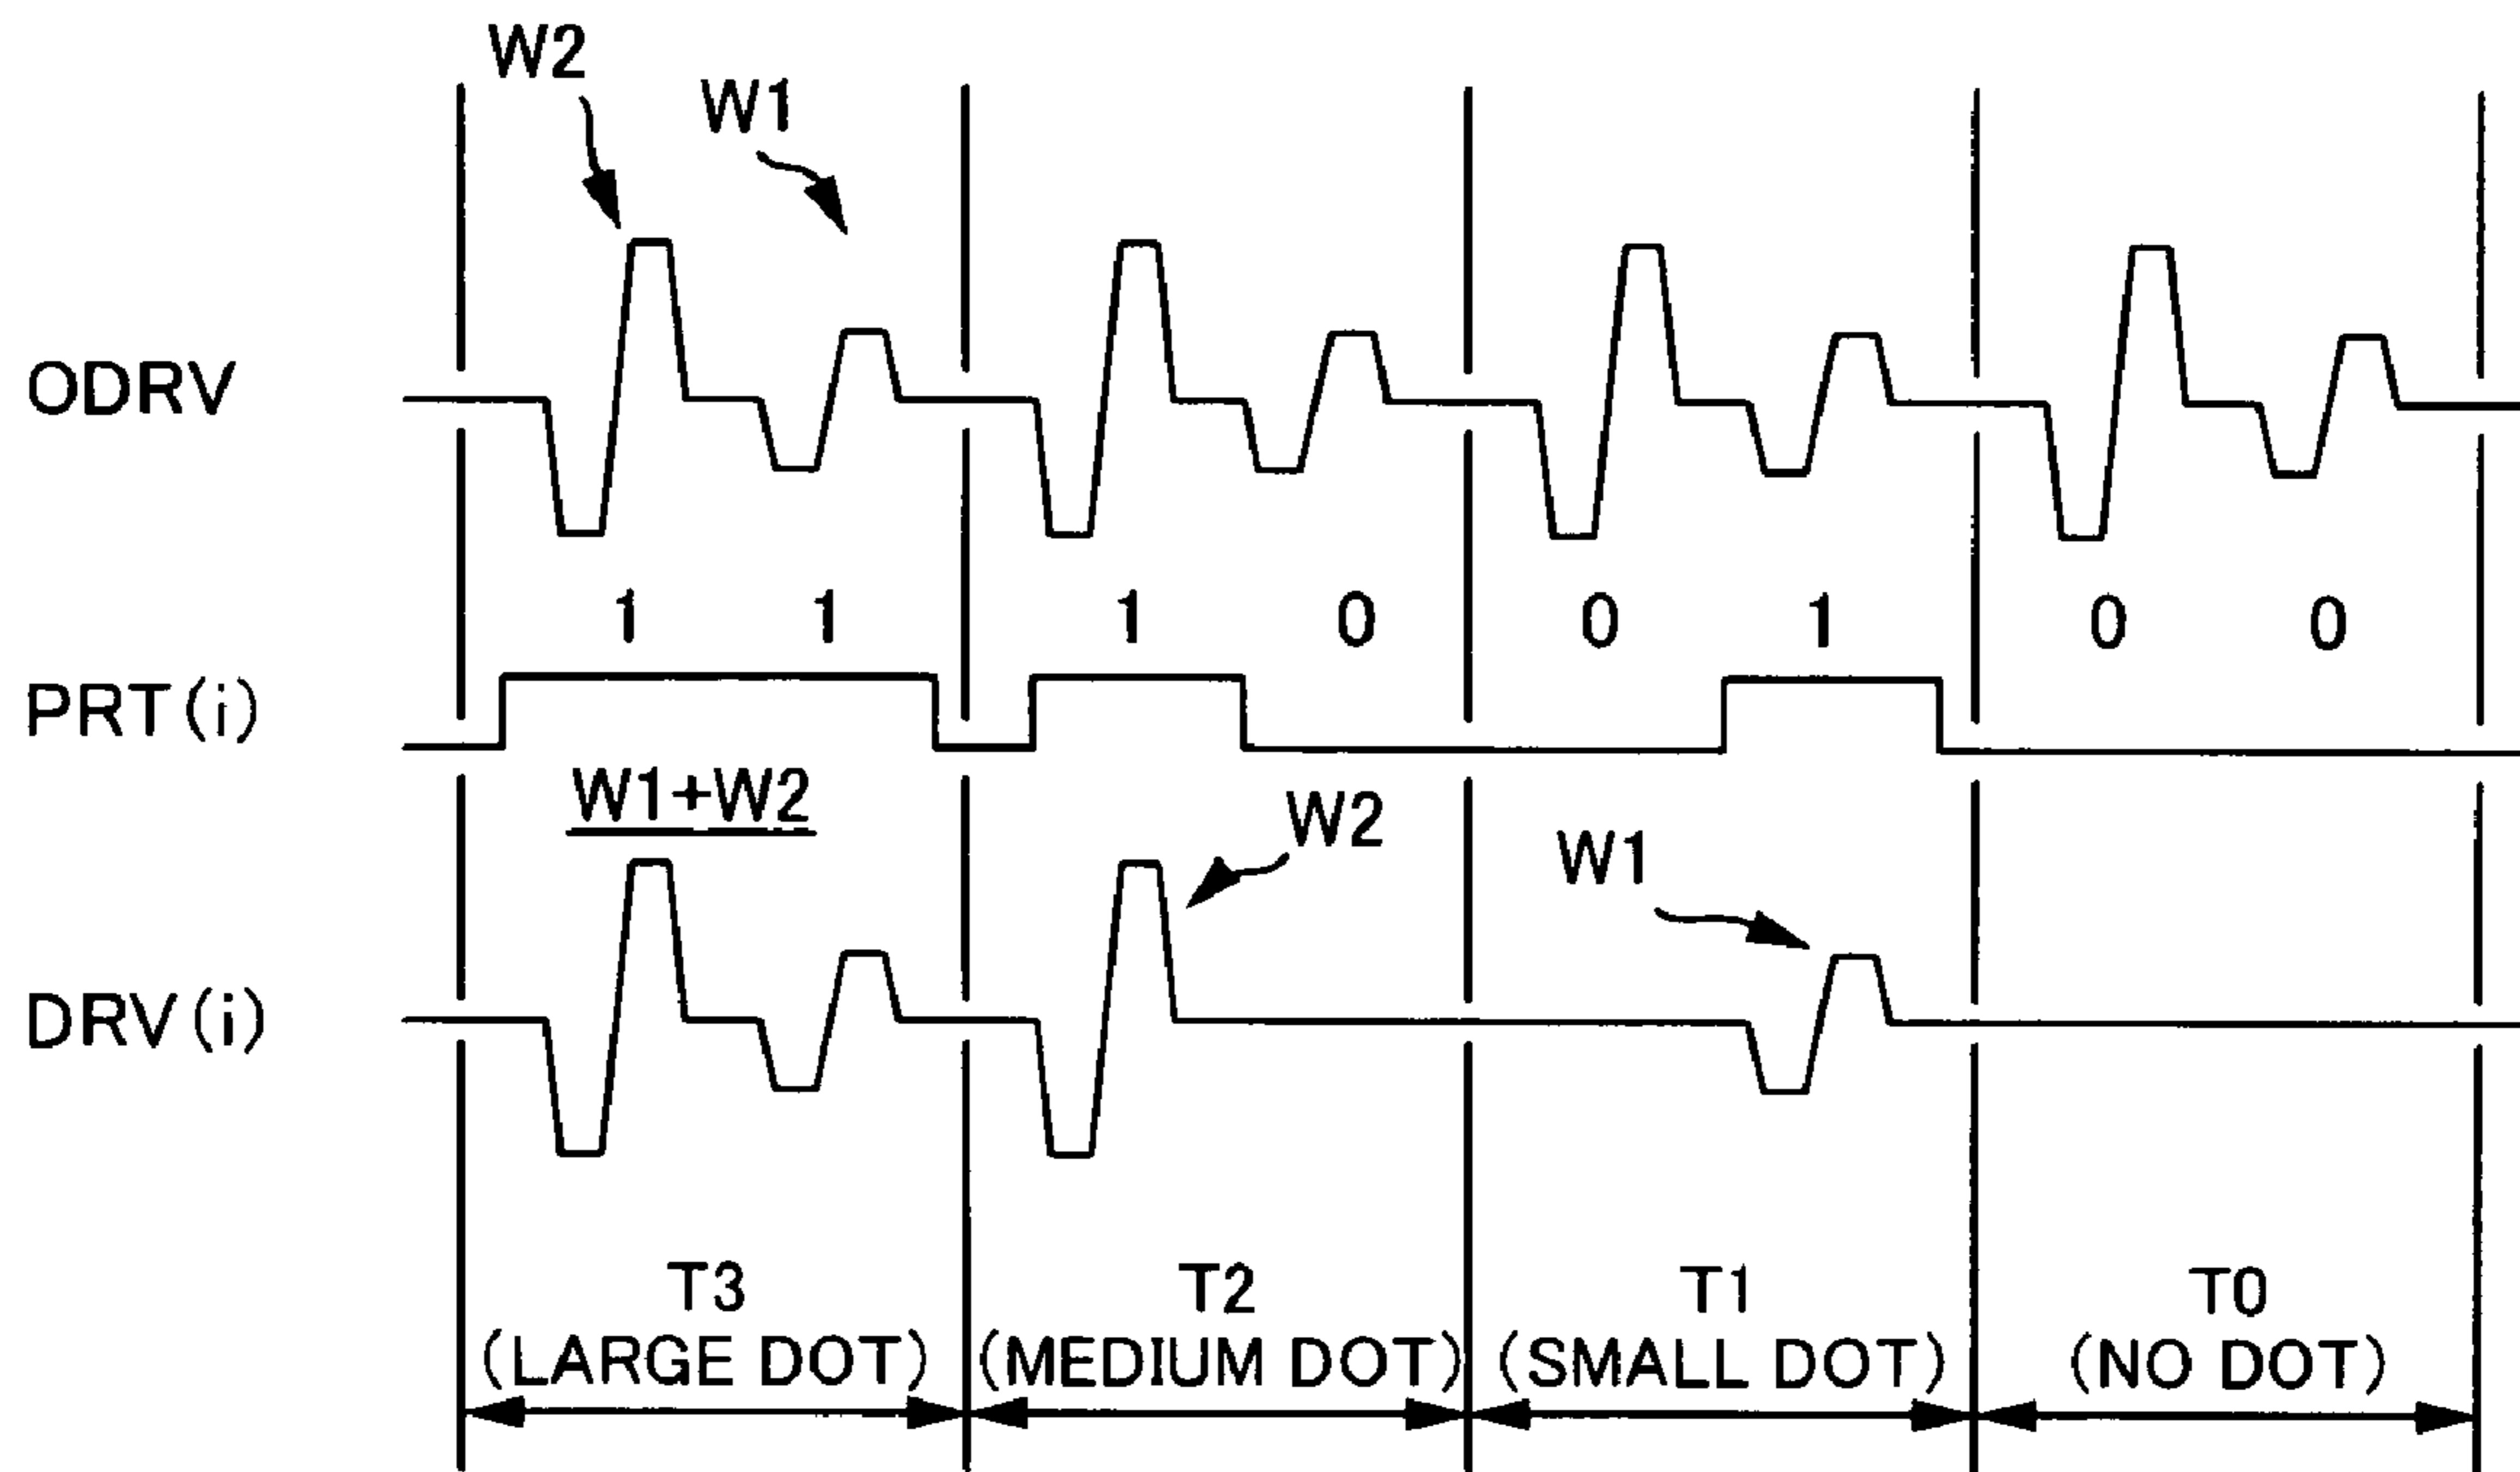 W2
W1
ODRV
1 1 1 0 0 1 0 0
PRT(i)
W1+W2
W2
W1
DRV(i)
T3 T2 T1 T0
(LARGE DOT) (MEDIUM DOT) (SMALL DOT) (NO DOT)